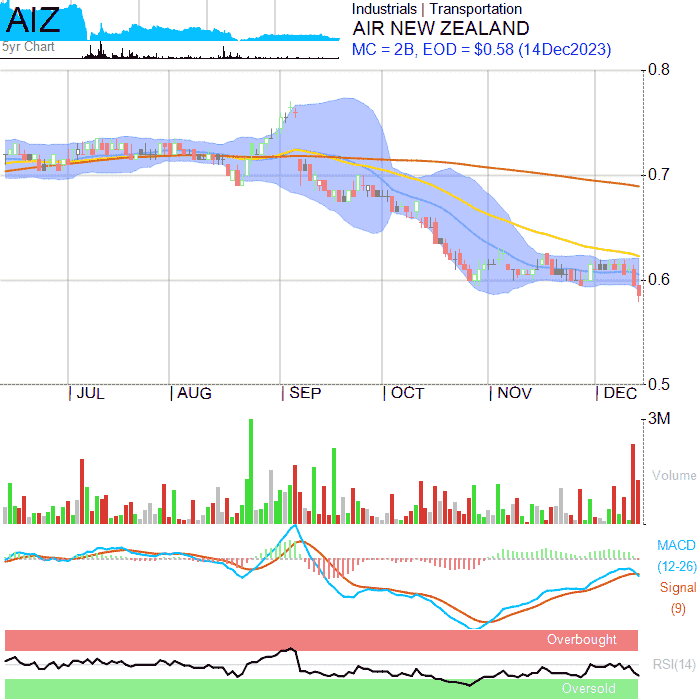 AIZ
5yr Chart
Industrials | Transportation
AIR NEW ZEALAND
MC = 2B, EOD = $0.58 (14Dec2023)
0.8
0.7
0.6
0.5
JUL
AUG
SEP
OCT
NOV
DEC
3M
Volume
MACD
(12-26)
Signal
(9)
Overbought
RSI(14)
Oversold